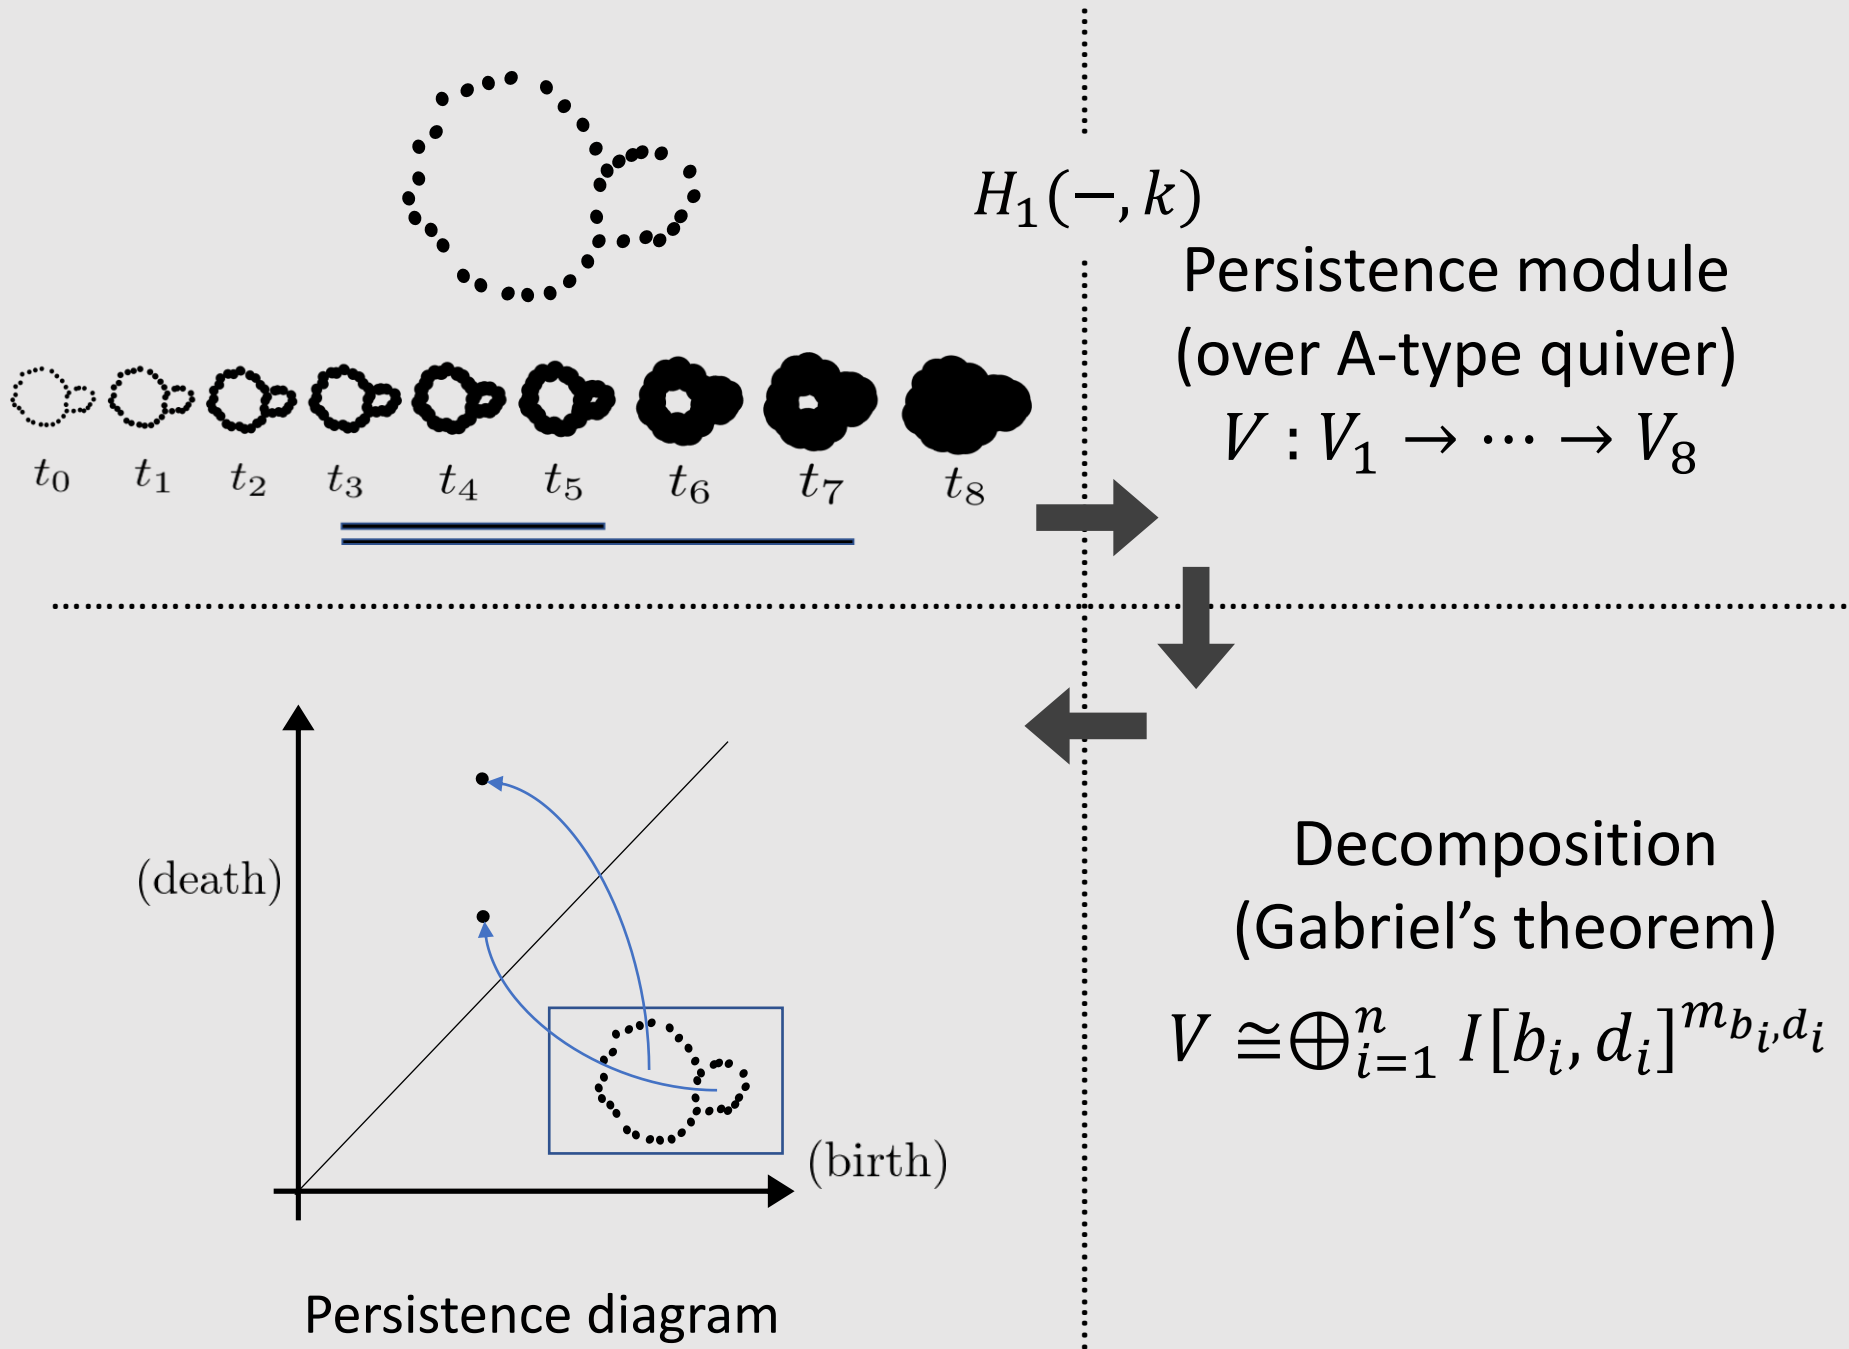 H₁(−, k)
Persistence module
(over A-type quiver)
V : V₁ → ⋯ → V₈
t₀ t₁ t₂ t₃ t₄ t₅ t₆ t₇ t₈
Decomposition
(Gabriel’s theorem)
V ≅ ⊕ⁿᵢ₌₁ I[bᵢ, dᵢ]^{m_{bᵢ,dᵢ}}
(death)
(birth)
Persistence diagram